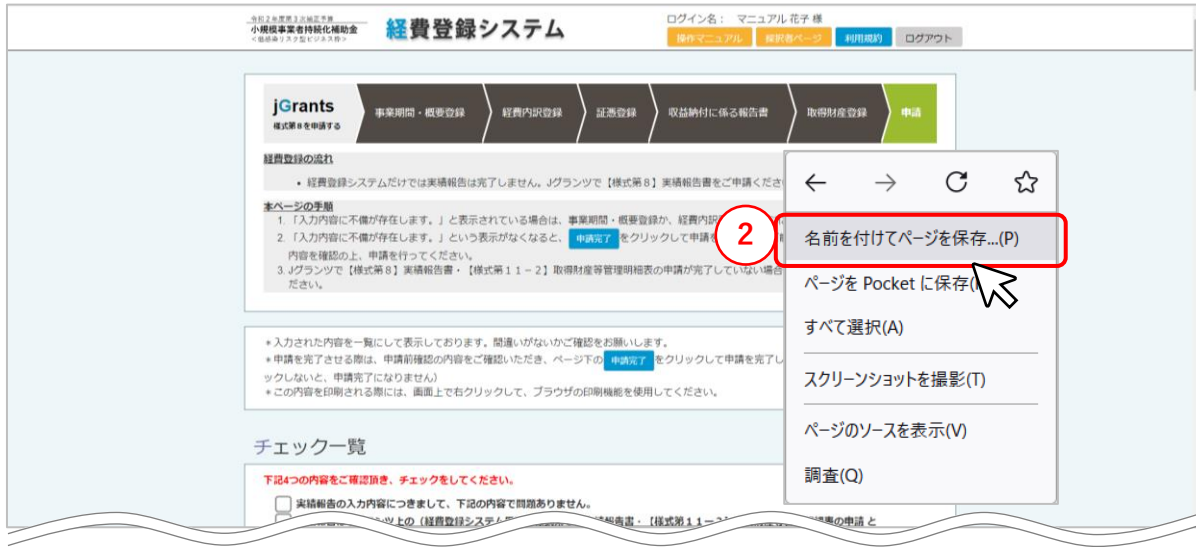 令和2年度第3次補正予算
小規模事業者持続化補助金
<低感染リスク型ビジネス枠>
経費登録システム
ログイン名： マニュアル 花子 様
操作マニュアル
採択者ページ
利用規約
ログアウト
jGrants
様式第8を申請する
事業期間・概要登録
経費内訳登録
証憑登録
収益納付に係る報告書
取得財産登録
申請
経費登録の流れ
• 経費登録システムだけでは実績報告は完了しません。Jグランツで【様式第8】実績報告書をご申請くださ
本ページの手順
1. 「入力内容に不備が存在します。」と表示されている場合は、事業期間・概要登録か、経費内訳
2. 「入力内容に不備が存在します。」という表示がなくなると、 申請完了 をクリックして申請を
内容を確認の上、申請を行ってください。
3. Jグランツで【様式第8】実績報告書・【様式第11－2】取得財産等管理明細表の申請が完了していない場合
ださい。
＊入力された内容を一覧にして表示しております。間違いがないかご確認をお願いします。
＊申請を完了させる際は、申請前確認の内容をご確認いただき、ページ下の 申請完了 をクリックして申請を完了し
ックしないと、申請完了になりません）
＊この内容を印刷される際には、画面上で右クリックして、ブラウザの印刷機能を使用してください。
チェック一覧
下記4つの内容をご確認頂き、チェックをしてください。
実績報告の入力内容につきまして、下記の内容で問題ありません。
2
名前を付けてページを保存...(P)
ページを Pocket に保存(
すべて選択(A)
スクリーンショットを撮影(T)
ページのソースを表示(V)
調査(Q)